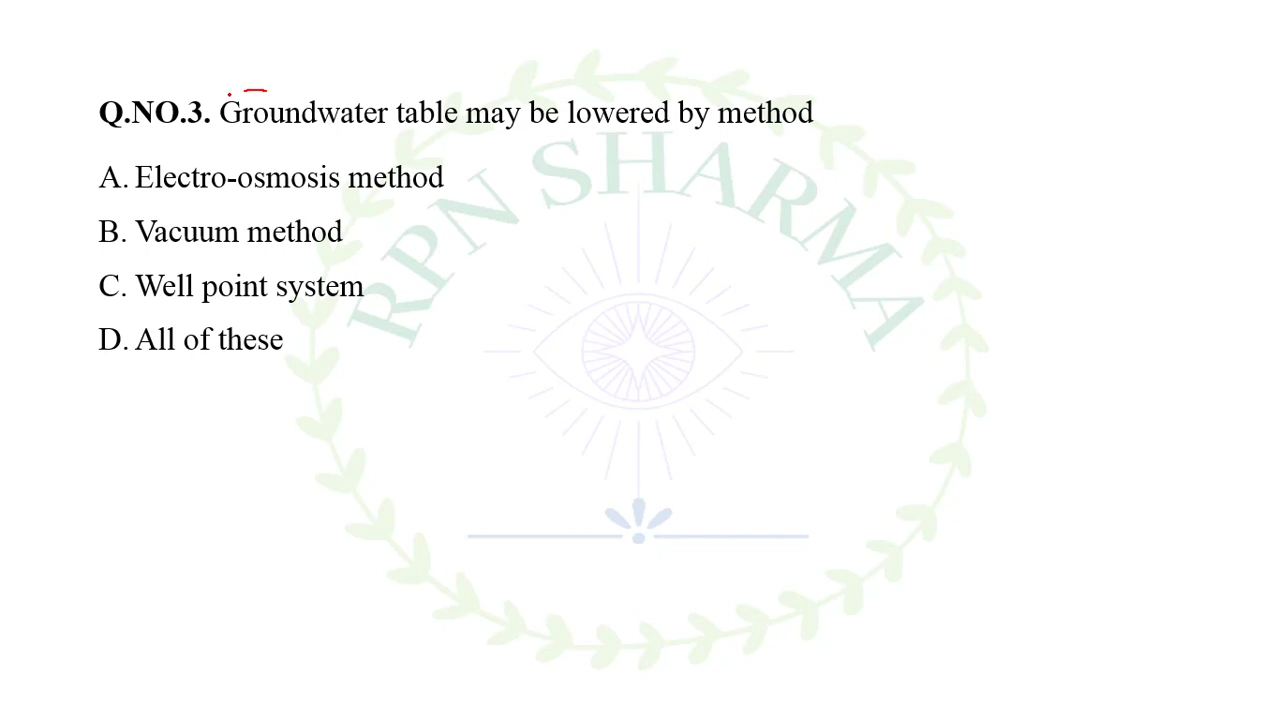 Q.NO.3. Groundwater table may be lowered by method
A. Electro-osmosis method
B. Vacuum method
C. Well point system
D. All of these
RPN SHARMA